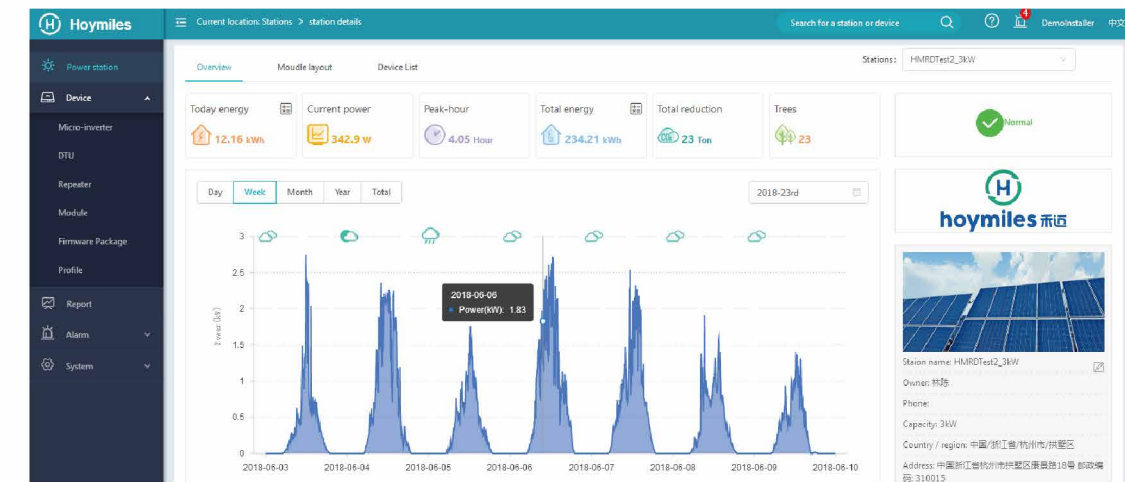 Hoymiles
Current location: Stations > station details
Search for a station or device
4
DemoInstaller
中文
Power station
Device
Micro-inverter
DTU
Repeater
Module
Firmware Package
Profile
Report
Alarm
System
Overview
Moudle layout
Device List
Stations: HMRDTest2_3kW
Today energy
12.16 kWh
Current power
342.9 W
Peak-hour
4.05 Hour
Total energy
234.21 kWh
Total reduction
23 Ton
Trees
23
Normal
Day Week Month Year Total
2018-23rd
Power(kW)
3
2.5
2
1.5
1
0.5
0
2018-06-06
Power(kW): 1.83
2018-06-03 2018-06-04 2018-06-05 2018-06-06 2018-06-07 2018-06-08 2018-06-09 2018-06-10
hoymiles 禾迈
Staion name: HMRDTest2_3kW
Owner: 林陈
Phone:
Capacity: 3kW
Country / region: 中国/浙江省/杭州市/拱墅区
Address: 中国浙江省杭州市拱墅区康景路18号 邮政编
码: 310015